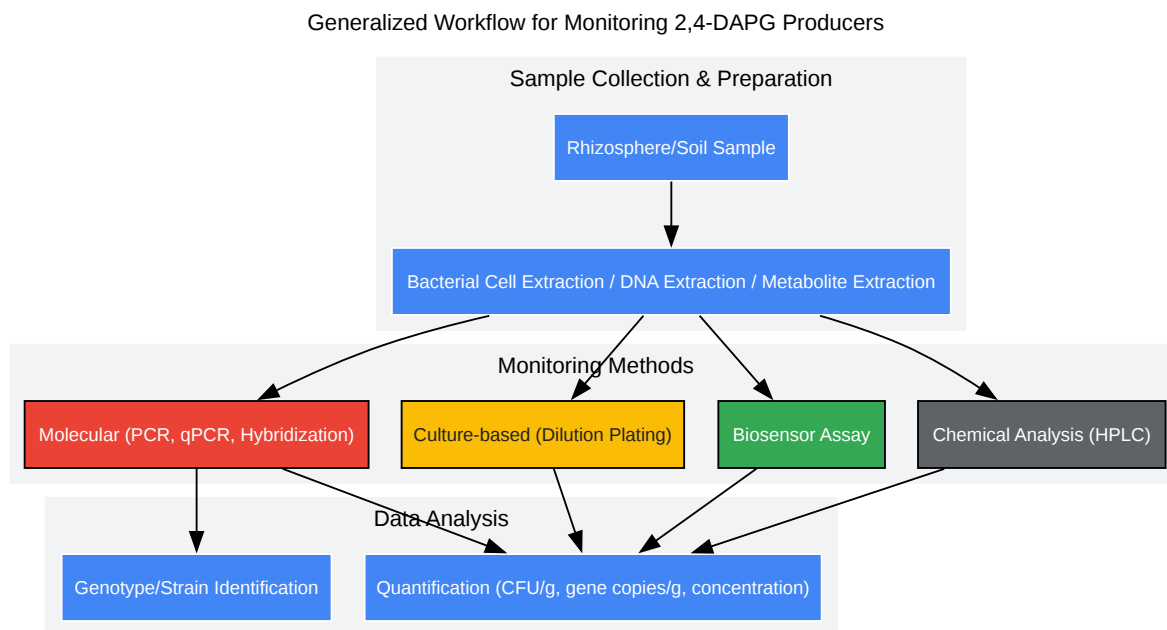 Generalized Workflow for Monitoring 2,4-DAPG Producers
Sample Collection & Preparation
Rhizosphere/Soil Sample
Bacterial Cell Extraction / DNA Extraction / Metabolite Extraction
Monitoring Methods
Molecular (PCR, qPCR, Hybridization)
Culture-based (Dilution Plating)
Biosensor Assay
Chemical Analysis (HPLC)
Data Analysis
Genotype/Strain Identification
Quantification (CFU/g, gene copies/g, concentration)